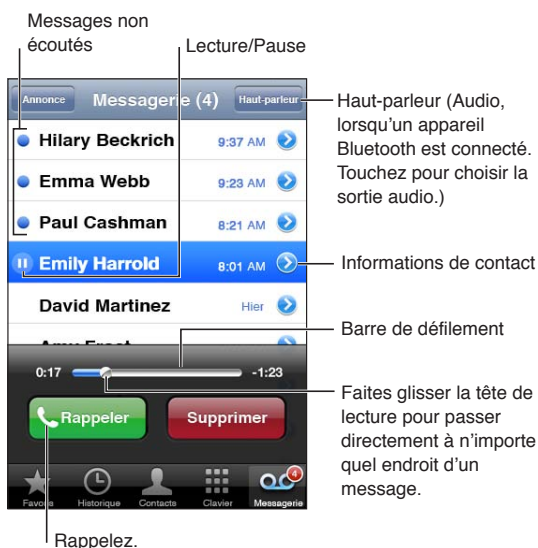 Messages non
écoutés
Lecture/Pause
Annonce
Messagerie (4)
Haut-parleur
Hilary Beckrich
9:37 AM
Emma Webb
9:23 AM
Paul Cashman
8:21 AM
Emily Harrold
8:01 AM
David Martinez
Hier
Amy Frost
0:17
-1:23
Rappeler
Supprimer
Favoris
Historique
Contacts
Clavier
4
Messagerie
Haut-parleur (Audio,
lorsqu'un appareil
Bluetooth est connecté.
Touchez pour choisir la
sortie audio.)
Informations de contact
Barre de défilement
Faites glisser la tête de
lecture pour passer
directement à n'importe
quel endroit d'un
message.
Rappelez.